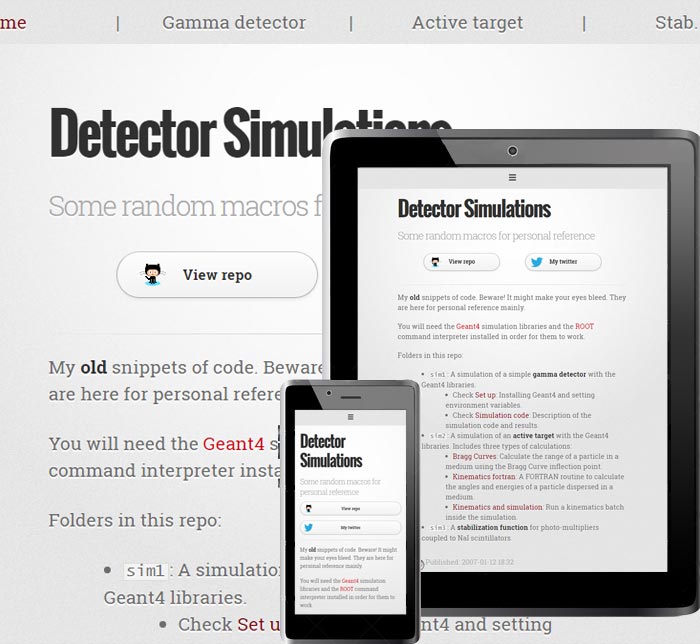 me | Gamma detector | Active target | Stab.
Detector Simulations
Some random macros f
View repo
My old snippets of code. Beware
are here for personal refere
You will need the Geant4 s
command interpreter insta
Folders in this repo:
sim1: A simulatio
Geant4 libraries.
Check Set u
nt4 and setting
Detector Simulations
Some random macros for personal reference
View repo
My twitter
My old snippets of code. Beware! It might make your eyes bleed. They
are here for personal reference mainly.
You will need the Geant4 simulation libraries and the ROOT
command interpreter installed in order for them to work.
Folders in this repo:
sim1: A simulation of a simple gamma detector with the
Geant4 libraries.
Check Set up: Installing Geant4 and setting
environment variables.
Check Simulation code: Description of the
simulation code and results.
sim2: A simulation of an active target with the Geant4
libraries. Includes three types of calculations:
Bragg Curves. Calculate the range of a particle in a
medium using the Bragg Curve inflection point.
Kinematics fortran: A FORTRAN routine to calculate
the angles and energies of a particle dispersed in a
medium.
Kinematics and simulation: Run a kinematics batch
inside the simulation.
sim3: A stabilization function for photo-multipliers
coupled to NaI scintillators.
Published: 2007-01-12 18:32
Detector
Simulations
Some random macros for
personal reference
View repo
My twitter
My old snippets of code. Beware! It might
make your eyes bleed. They are here for
personal reference mainly.
You will need the Geant4 simulation
libraries and the ROOT command
interpreter installed in order for them to
work.